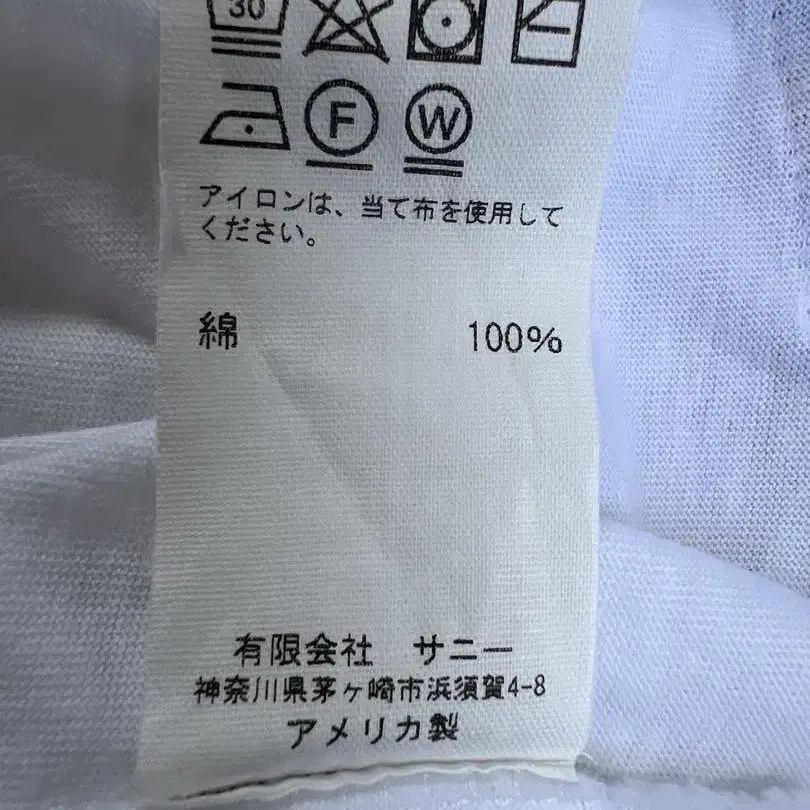 30
F W
アイロンは、当て布を使用して
ください。
綿 100%
有限会社 サニー
神奈川県茅ヶ崎市浜須賀4-8
アメリカ製